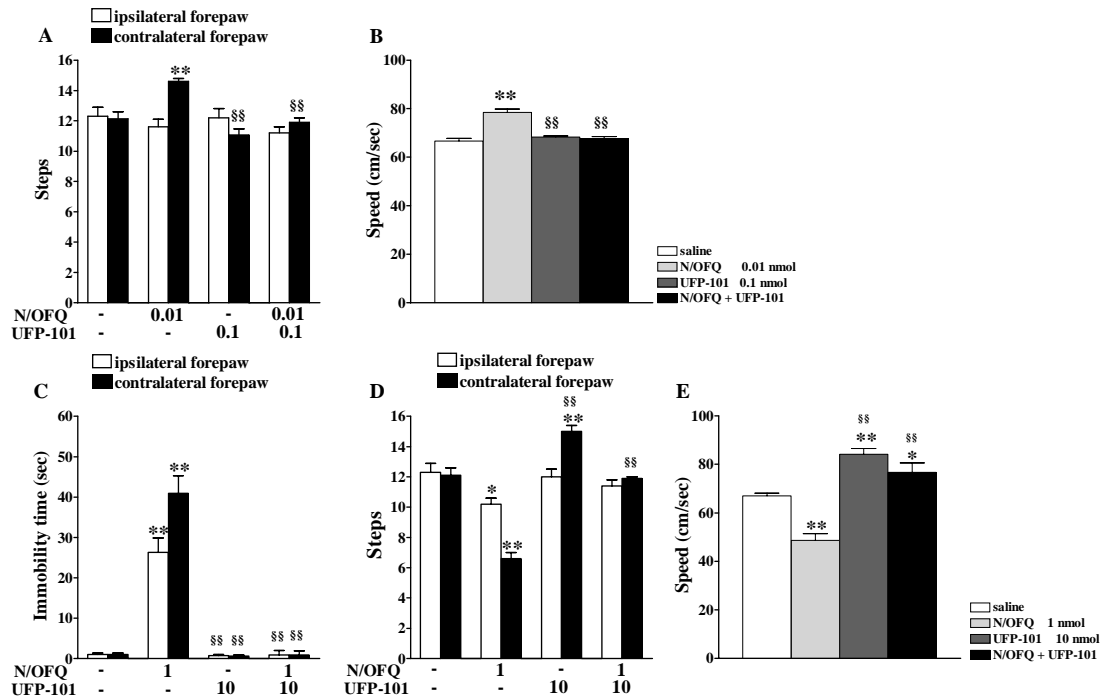 ipsilateral forepaw
contralateral forepaw
A
16
14
12
10
8
6
4
2
0
Steps
**
§§
§§
N/OFQ - 0.01 - 0.01
UFP-101 - - 0.1 0.1
B
100
80
60
40
20
0
Speed (cm/sec)
**
§§
§§
saline
N/OFQ 0.01 nmol
UFP-101 0.1 nmol
N/OFQ + UFP-101
ipsilateral forepaw
contralateral forepaw
C
60
50
40
30
20
10
0
Immobility time (sec)
**
**
§§ §§
§§ §§
N/OFQ - 1 - 1
UFP-101 - - 10 10
ipsilateral forepaw
contralateral forepaw
D
16
14
12
10
8
6
4
2
0
Steps
*
**
§§
**
§§
N/OFQ - 1 - 1
UFP-101 - - 10 10
E
100
80
60
40
20
0
Speed (cm/sec)
**
§§
**
§§
*
saline
N/OFQ 1 nmol
UFP-101 10 nmol
N/OFQ + UFP-101